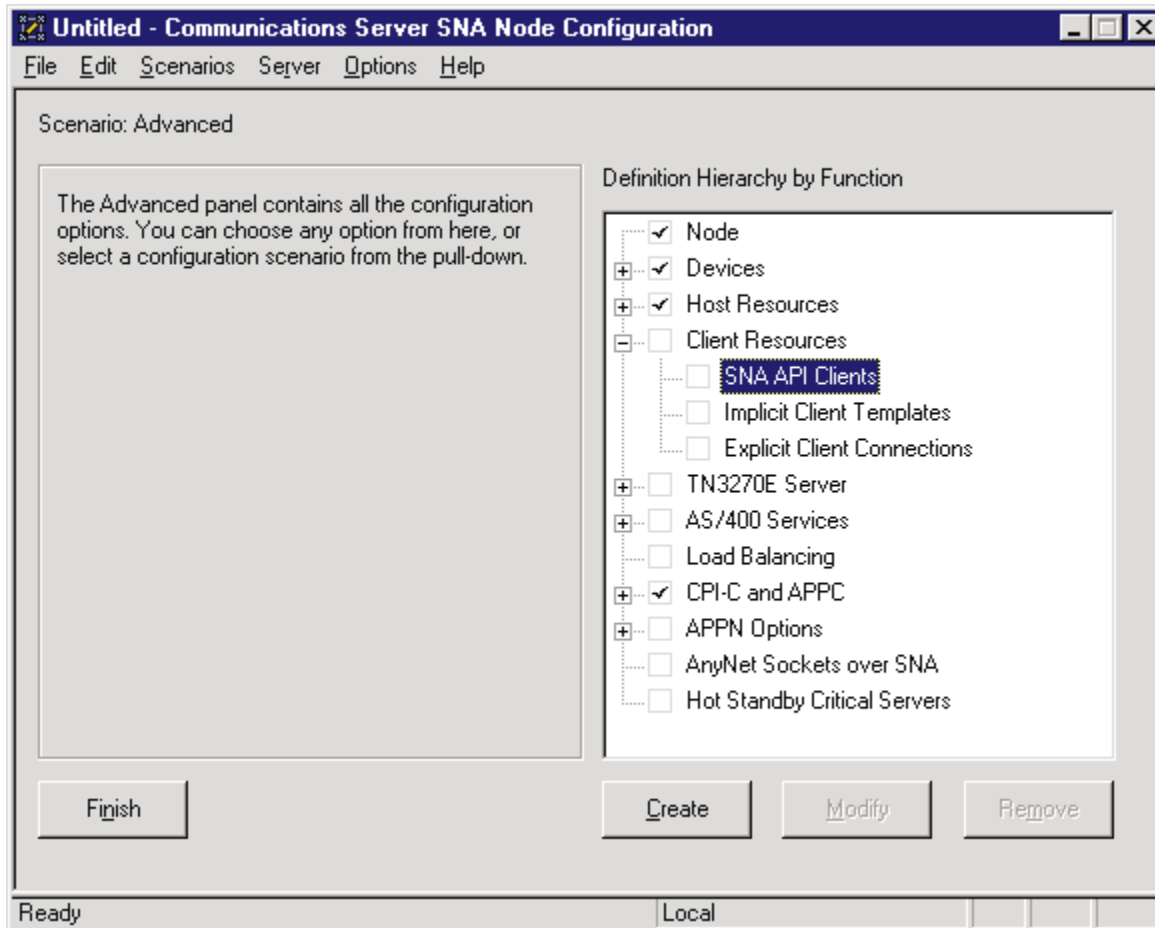 Untitled - Communications Server SNA Node Configuration
File Edit Scenarios Server Options Help
Scenario: Advanced
The Advanced panel contains all the configuration
options. You can choose any option from here, or
select a configuration scenario from the pull-down.
Definition Hierarchy by Function
Node
Devices
Host Resources
Client Resources
SNA API Clients
Implicit Client Templates
Explicit Client Connections
TN3270E Server
AS/400 Services
Load Balancing
CPI-C and APPC
APPN Options
AnyNet Sockets over SNA
Hot Standby Critical Servers
Finish
Create Modify Remove
Ready Local